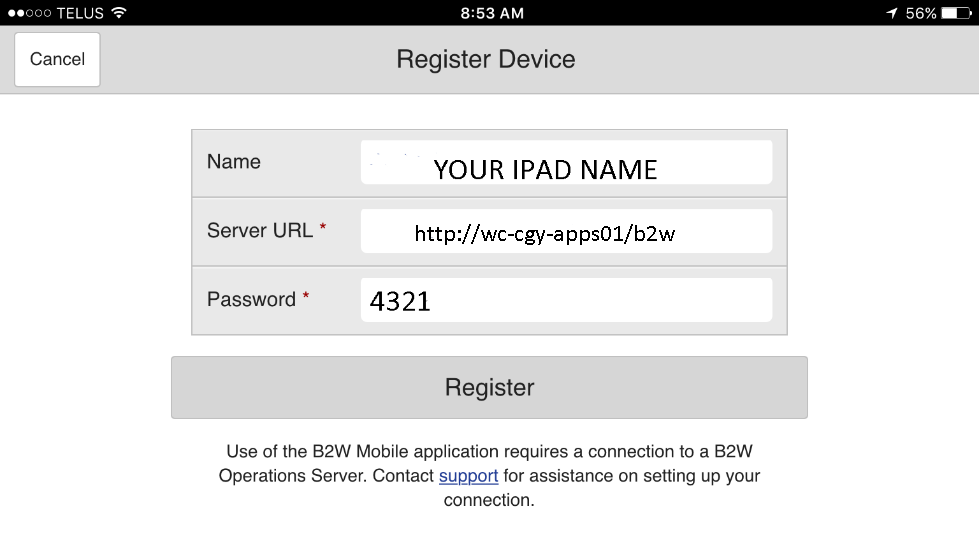 TELUS 8:53 AM 56%
Cancel Register Device
Name YOUR IPAD NAME
Server URL * http://wc-cgy-apps01/b2w
Password * 4321
Register
Use of the B2W Mobile application requires a connection to a B2W
Operations Server. Contact support for assistance on setting up your
connection.